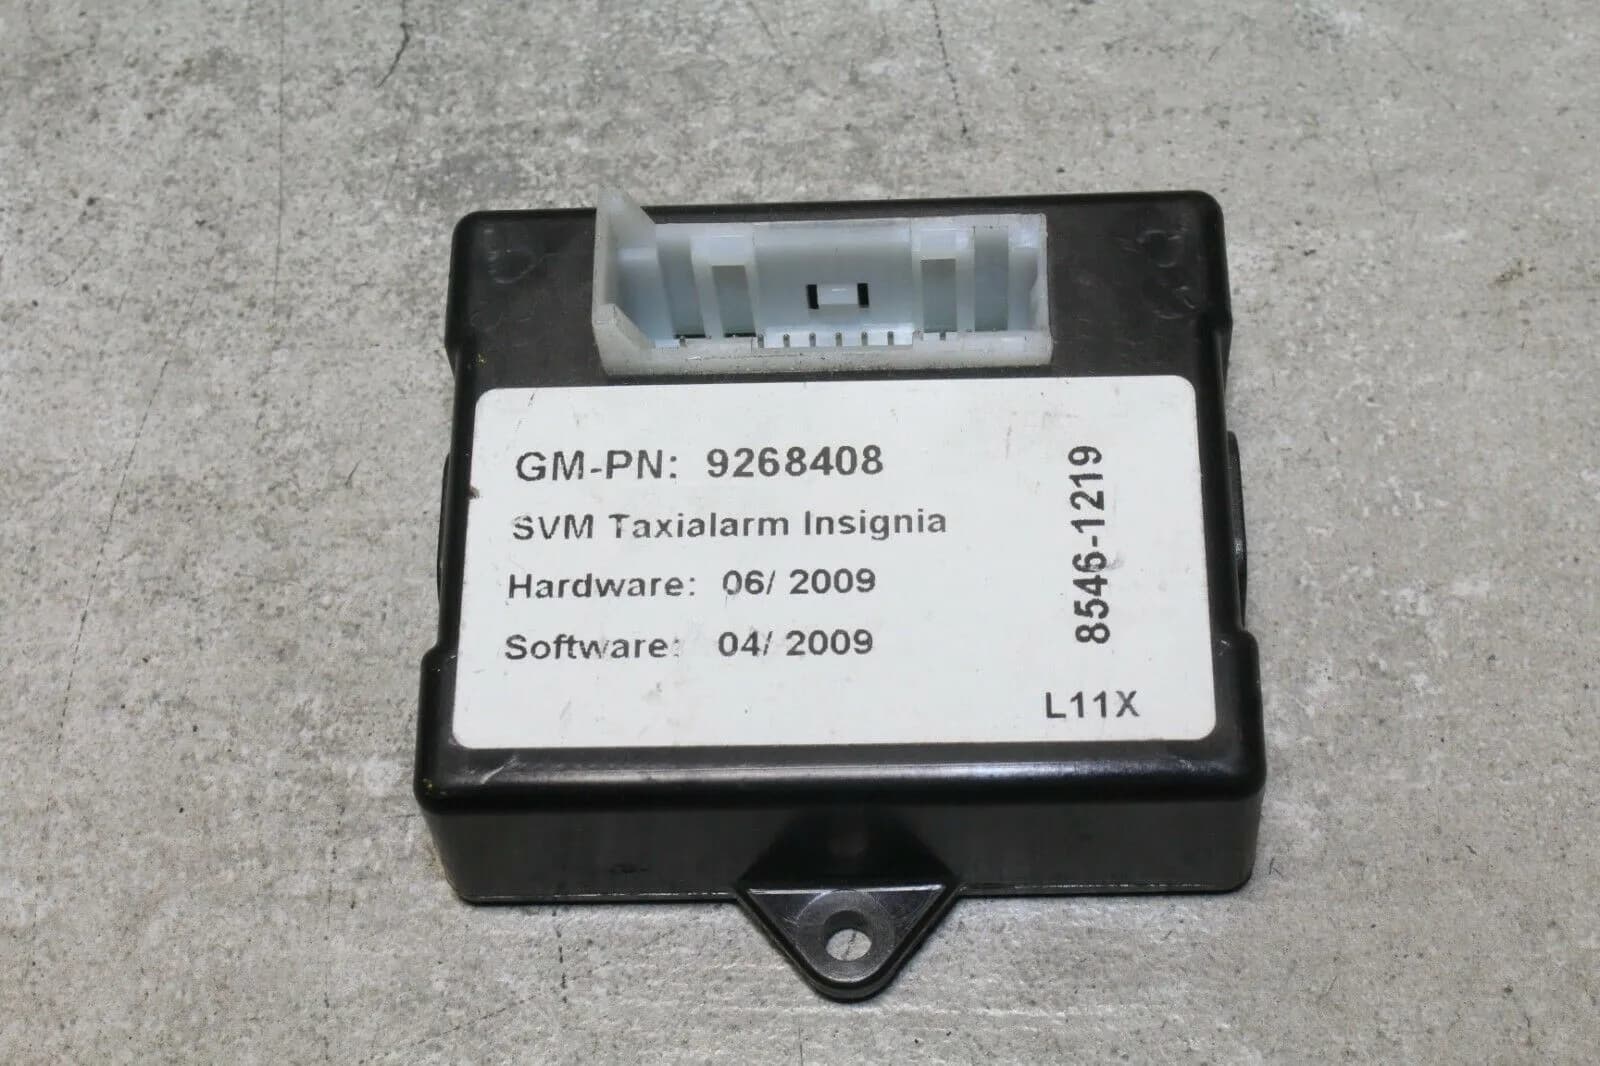 GM-PN: 9268408
SVM Taxialarm Insignia
Hardware: 06/ 2009
Software: 04/ 2009
8546-1219
L11X